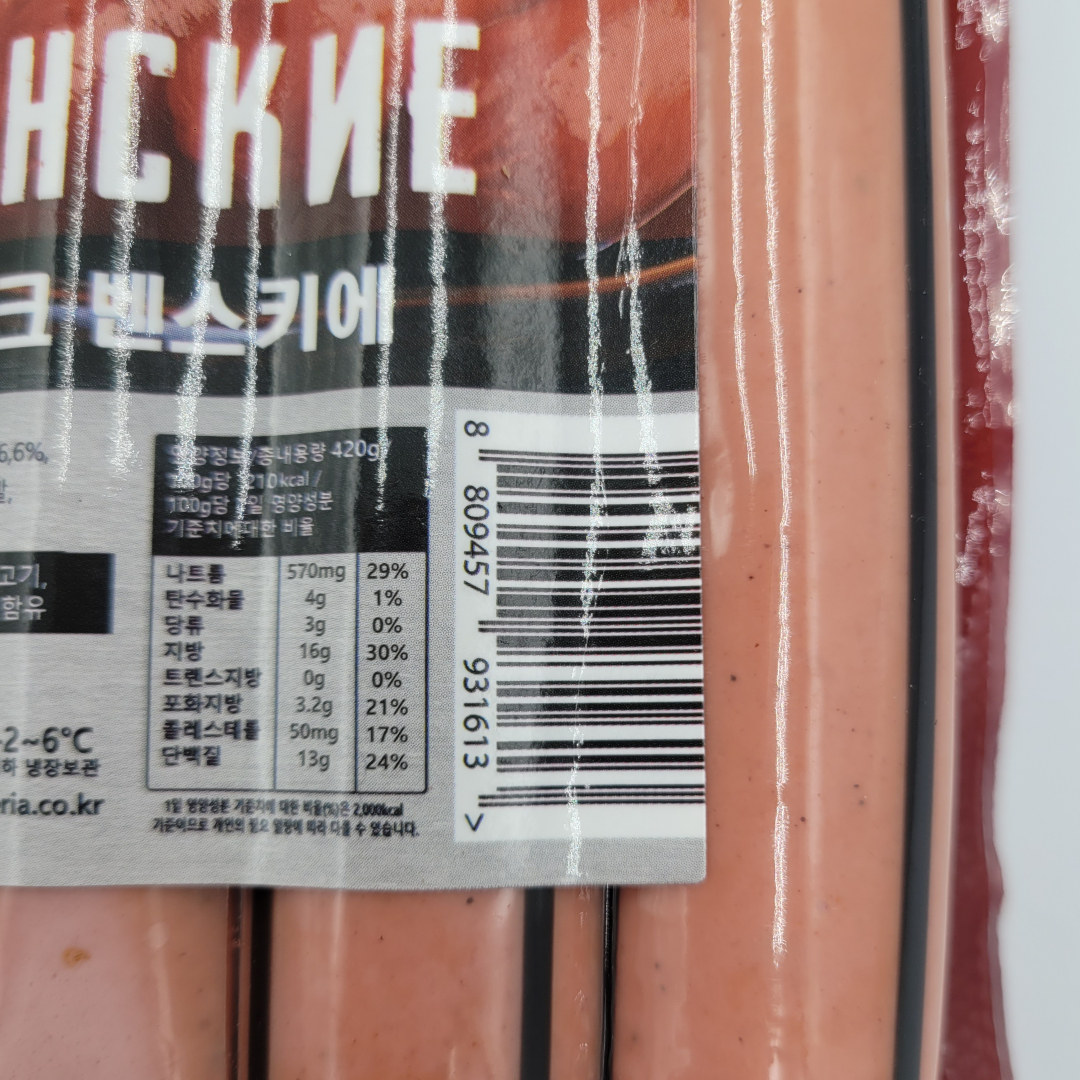 НСКИЕ
크 벤스키에
6,6%,
고기,
함유
-2~6℃
하 냉장보관
ria.co.kr
영양정보/총내용량 420g
100g당 210kcal /
100g당 1일 영양성분
기준치에 대한 비율
나트륨 570mg 29%
탄수화물 4g 1%
당류 3g 0%
지방 16g 30%
트랜스지방 0g 0%
포화지방 3.2g 21%
콜레스테롤 50mg 17%
단백질 13g 24%
1일 영양성분 기준치에 대한 비율(%)은 2,000kcal
기준이므로 개인의 필요 열량에 따라 다를 수 있습니다.
8 809457 931613 >